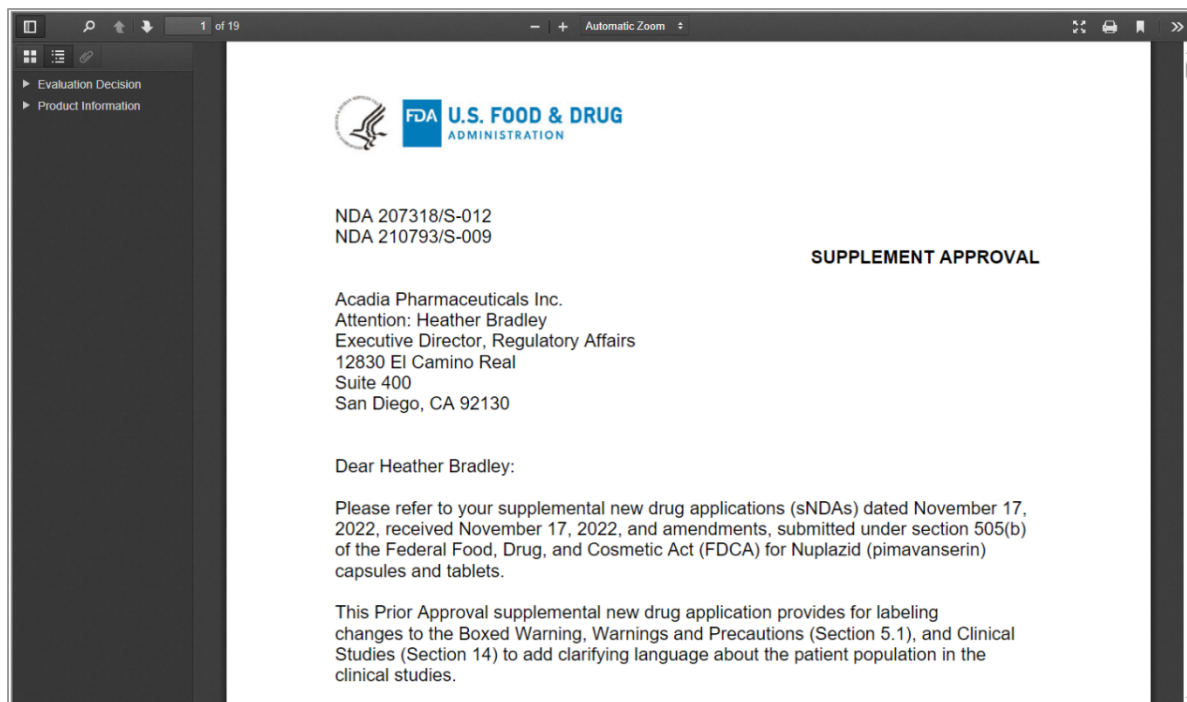 1 of 19
Automatic Zoom
Evaluation Decision
Product Information
FDA U.S. FOOD & DRUG
ADMINISTRATION
NDA 207318/S-012
NDA 210793/S-009
SUPPLEMENT APPROVAL
Acadia Pharmaceuticals Inc.
Attention: Heather Bradley
Executive Director, Regulatory Affairs
12830 El Camino Real
Suite 400
San Diego, CA 92130
Dear Heather Bradley:
Please refer to your supplemental new drug applications (sNDAs) dated November 17,
2022, received November 17, 2022, and amendments, submitted under section 505(b)
of the Federal Food, Drug, and Cosmetic Act (FDCA) for Nuplazid (pimavanserin)
capsules and tablets.
This Prior Approval supplemental new drug application provides for labeling
changes to the Boxed Warning, Warnings and Precautions (Section 5.1), and Clinical
Studies (Section 14) to add clarifying language about the patient population in the
clinical studies.